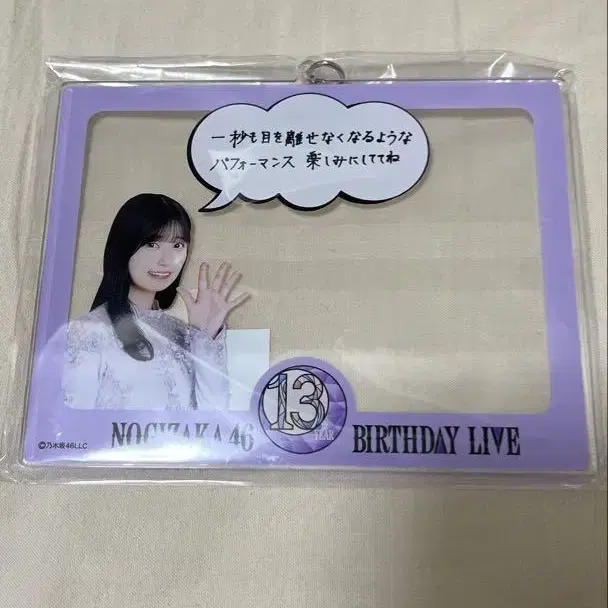 一秒も目を離せなくなるような
パフォーマンス 楽しみにしててね
13
YEAR
NOGIZAKA46 BIRTHDAY LIVE
©乃木坂46LLC